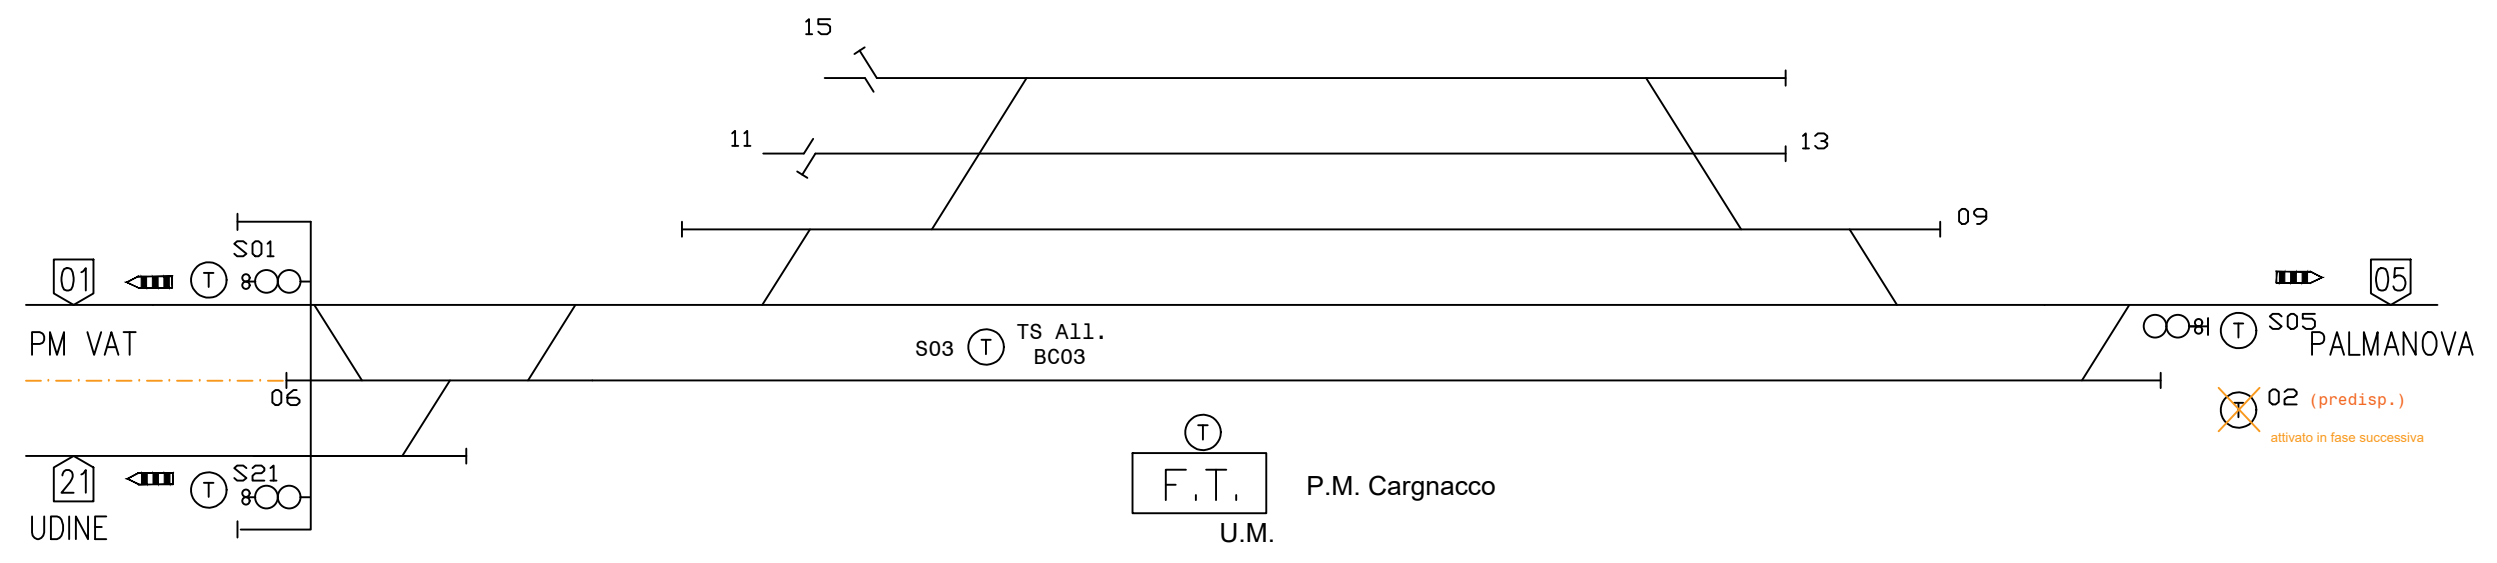 15
11
13
09
S01
T
01
05
PM VAT
S03
T
TS All.
BC03
T
S05
PALMANOVA
06
T
02 (predisp.)
attivato in fase successiva
T
F.T.
P.M. Cargnacco
U.M.
S21
T
21
UDINE